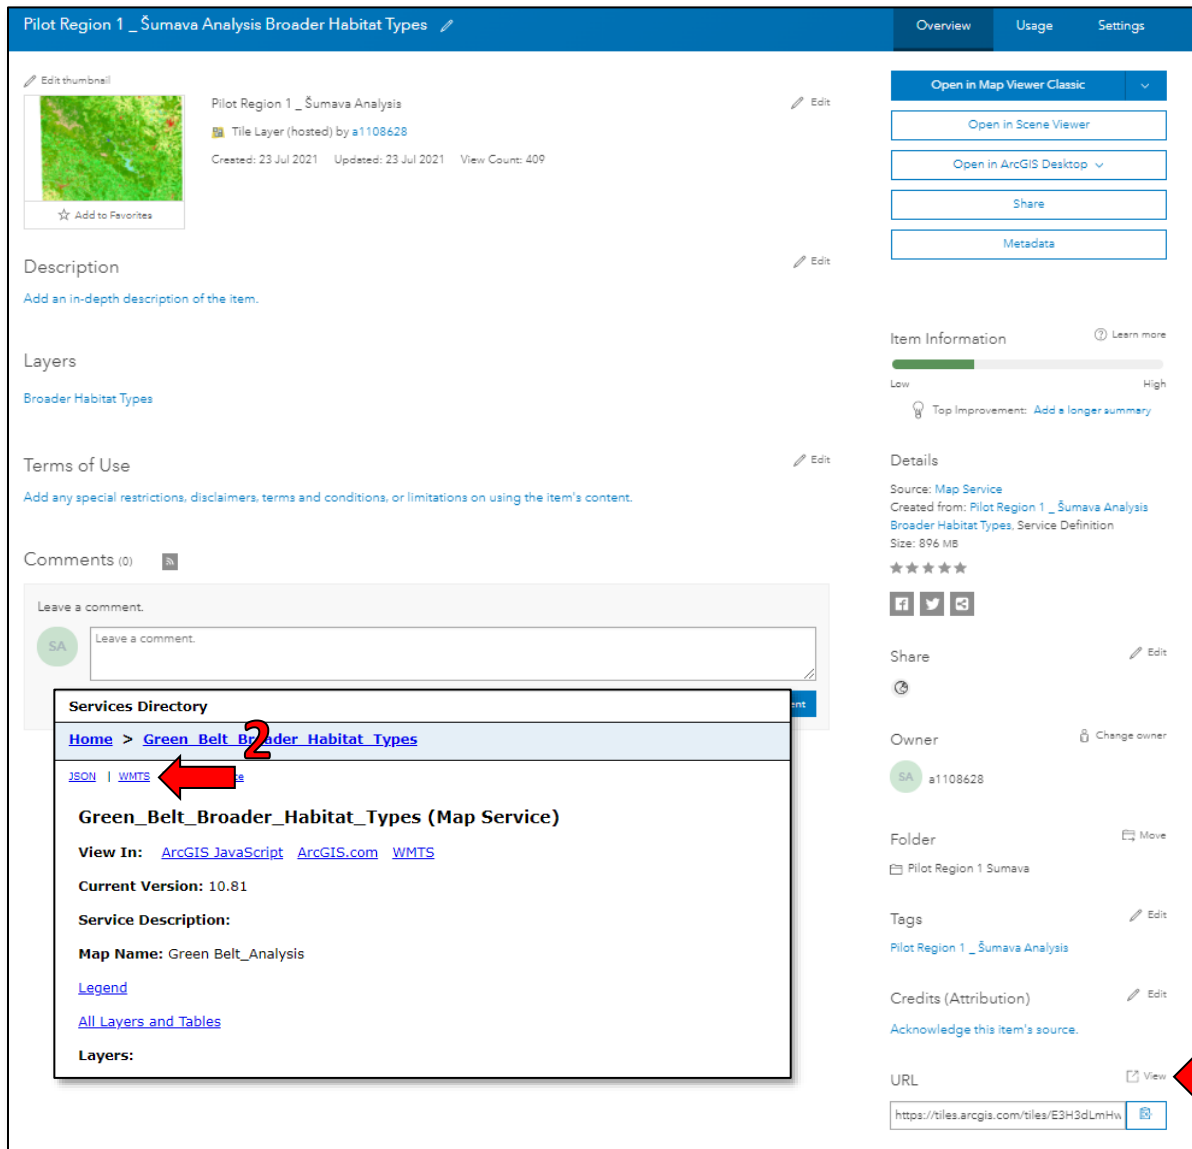 Pilot Region 1 _ Šumava Analysis Broader Habitat Types
Overview
Usage
Settings
Edit thumbnail
Add to Favorites
Pilot Region 1 _ Šumava Analysis
Edit
Tile Layer (hosted) by a1108628
Created: 23 Jul 2021 Updated: 23 Jul 2021 View Count: 409
Description
Edit
Add an in-depth description of the item.
Layers
Broader Habitat Types
Terms of Use
Edit
Add any special restrictions, disclaimers, terms and conditions, or limitations on using the item's content.
Comments (0)
Leave a comment.
SA
Leave a comment.
Services Directory
Home > Green_Belt_Broader_Habitat_Types
2
JSON | WMTS
Green_Belt_Broader_Habitat_Types (Map Service)
View In: ArcGIS JavaScript ArcGIS.com WMTS
Current Version: 10.81
Service Description:
Map Name: Green Belt_Analysis
Legend
All Layers and Tables
Layers:
Open in Map Viewer Classic
Open in Scene Viewer
Open in ArcGIS Desktop
Share
Metadata
Item Information
Learn more
Low
High
Top Improvement: Add a longer summary
Details
Source: Map Service
Created from: Pilot Region 1 _ Šumava Analysis
Broader Habitat Types. Service Definition
Size: 896 MB
Share
Edit
Owner
Change owner
SA
a1108628
Folder
Move
Pilot Region 1 Sumava
Tags
Edit
Pilot Region 1 _ Šumava Analysis
Credits (Attribution)
Edit
Acknowledge this item's source.
URL
View
https://tiles.arcgis.com/tiles/E3H3dLmHw